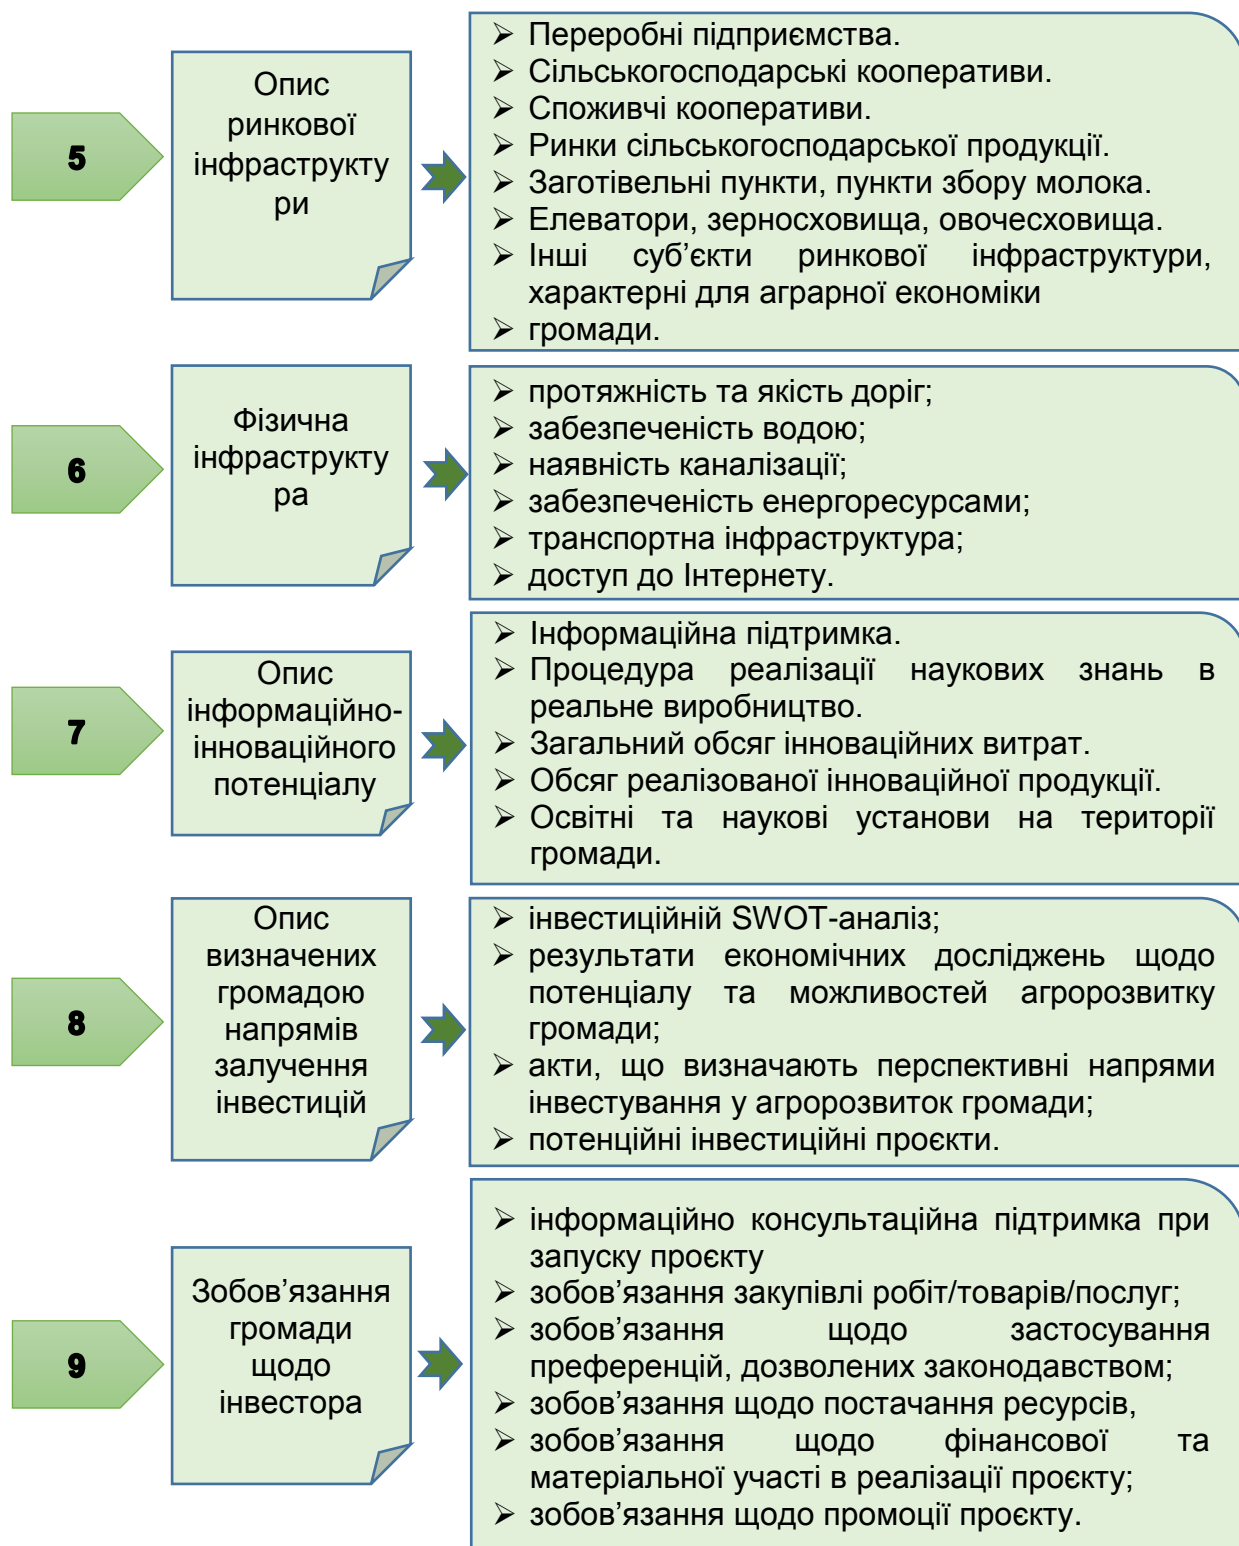 5
Опис
ринкової
інфраструкту
ри
➢ Переробні підприємства.
➢ Сільськогосподарські кооперативи.
➢ Споживчі кооперативи.
➢ Ринки сільськогосподарської продукції.
➢ Заготівельні пункти, пункти збору молока.
➢ Елеватори, зерносховища, овочесховища.
➢ Інші суб’єкти ринкової інфраструктури,
характерні для аграрної економіки
➢ громади.
6
Фізична
інфраструкту
ра
➢ протяжність та якість доріг;
➢ забезпеченість водою;
➢ наявність каналізації;
➢ забезпеченість енергоресурсами;
➢ транспортна інфраструктура;
➢ доступ до Інтернету.
7
Опис
інформаційно-
інноваційного
потенціалу
➢ Інформаційна підтримка.
➢ Процедура реалізації наукових знань в
реальне виробництво.
➢ Загальний обсяг інноваційних витрат.
➢ Обсяг реалізованої інноваційної продукції.
➢ Освітні та наукові установи на території
громади.
8
Опис
визначених
громадою
напрямів
залучення
інвестицій
➢ інвестиційній SWOT-аналіз;
➢ результати економічних досліджень щодо
потенціалу та можливостей агророзвитку
громади;
➢ акти, що визначають перспективні напрями
інвестування у агророзвиток громади;
➢ потенційні інвестиційні проєкти.
9
Зобов’язання
громади
щодо
інвестора
➢ інформаційно консультаційна підтримка при
запуску проєкту
➢ зобов’язання закупівлі робіт/товарів/послуг;
➢ зобов’язання щодо застосування
преференцій, дозволених законодавством;
➢ зобов’язання щодо постачання ресурсів,
➢ зобов’язання щодо фінансової та
матеріальної участі в реалізації проєкту;
➢ зобов’язання щодо промоції проєкту.